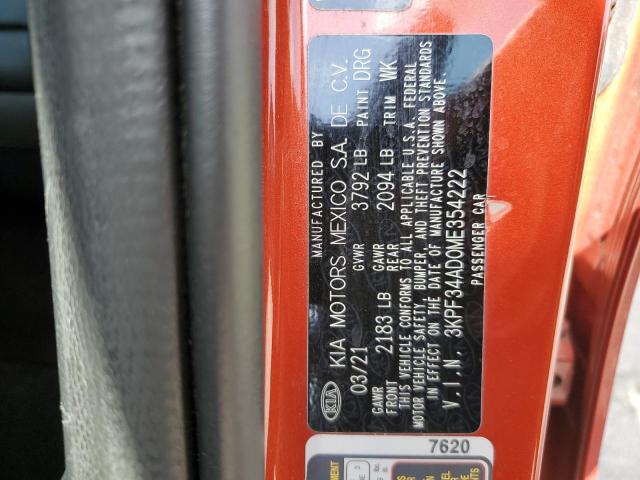 MANUFACTURED BY
KIA KIA MOTORS MEXICO S.A. DE C.V.
03/21 GVWR 3792 LB PAINT DRG
GAWR FRONT 2183 LB GAWR REAR 2094 LB TRIM WK
THIS VEHICLE CONFORMS TO ALL APPLICABLE U.S.A. FEDERAL
MOTOR VEHICLE SAFETY, BUMPER, AND THEFT PREVENTION STANDARDS
IN EFFECT ON THE DATE OF MANUFACTURE SHOWN ABOVE.
V.I.N. 3KPF34AD0ME354222
PASSENGER CAR
7620